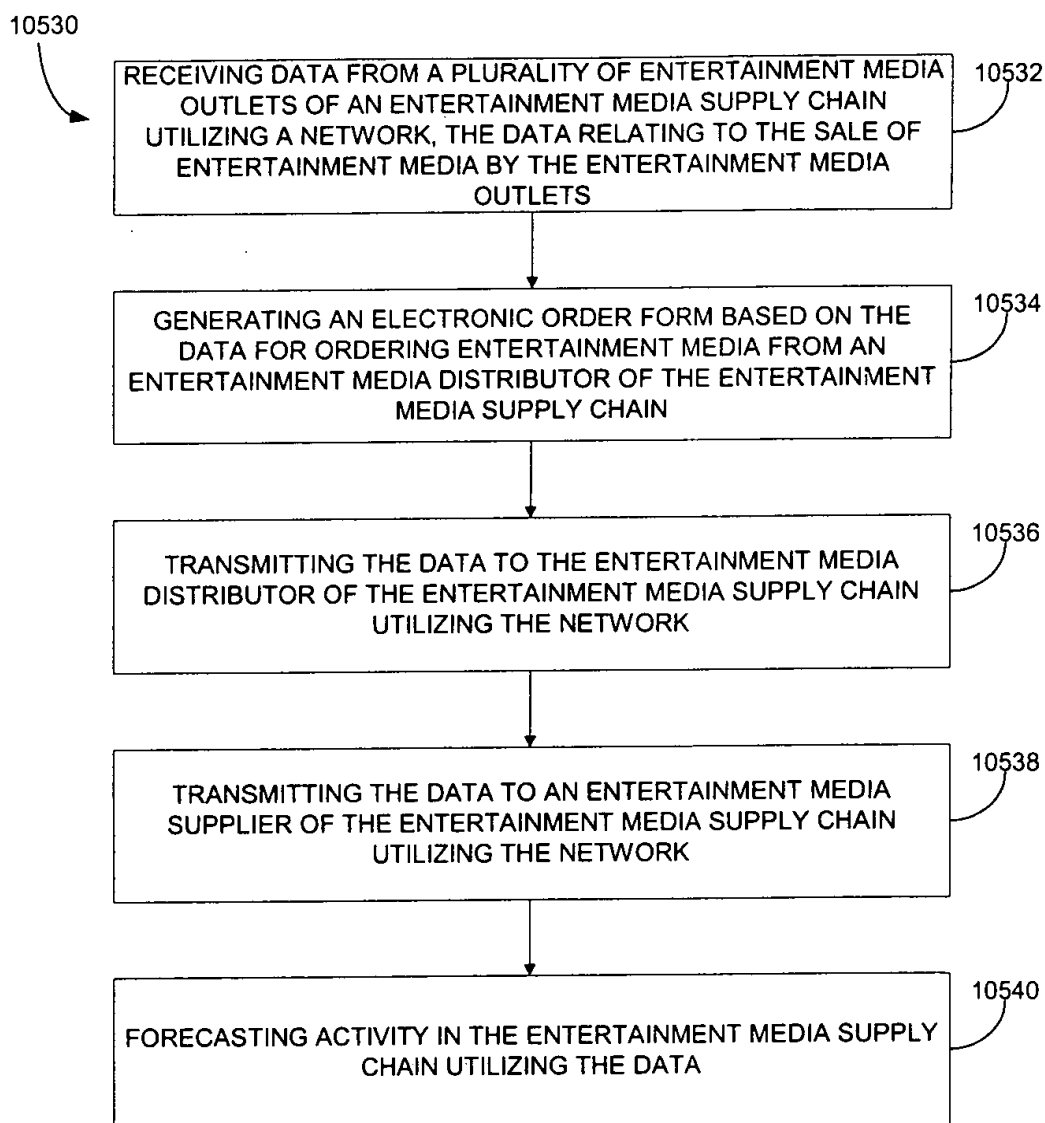 10530
RECEIVING DATA FROM A PLURALITY OF ENTERTAINMENT MEDIA
OUTLETS OF AN ENTERTAINMENT MEDIA SUPPLY CHAIN
UTILIZING A NETWORK, THE DATA RELATING TO THE SALE OF
ENTERTAINMENT MEDIA BY THE ENTERTAINMENT MEDIA
OUTLETS
10532
GENERATING AN ELECTRONIC ORDER FORM BASED ON THE
DATA FOR ORDERING ENTERTAINMENT MEDIA FROM AN
ENTERTAINMENT MEDIA DISTRIBUTOR OF THE ENTERTAINMENT
MEDIA SUPPLY CHAIN
10534
TRANSMITTING THE DATA TO THE ENTERTAINMENT MEDIA
DISTRIBUTOR OF THE ENTERTAINMENT MEDIA SUPPLY CHAIN
UTILIZING THE NETWORK
10536
TRANSMITTING THE DATA TO AN ENTERTAINMENT MEDIA
SUPPLIER OF THE ENTERTAINMENT MEDIA SUPPLY CHAIN
UTILIZING THE NETWORK
10538
FORECASTING ACTIVITY IN THE ENTERTAINMENT MEDIA SUPPLY
CHAIN UTILIZING THE DATA
10540